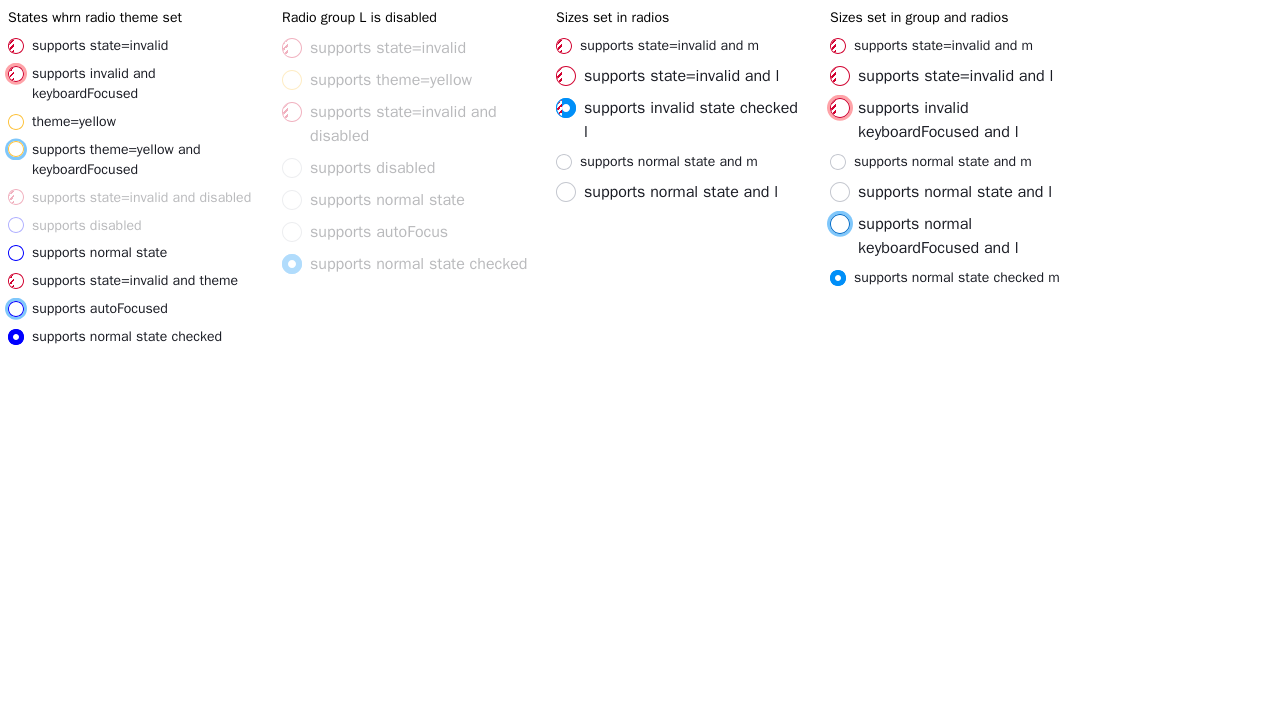 States whrn radio theme set
supports state=invalid
supports invalid and
keyboardFocused
theme=yellow
supports theme=yellow and
keyboardFocused
supports state=invalid and disabled
supports disabled
supports normal state
supports state=invalid and theme
supports autoFocused
supports normal state checked
Radio group L is disabled
supports state=invalid
supports theme=yellow
supports state=invalid and
disabled
supports disabled
supports normal state
supports autoFocus
supports normal state checked
Sizes set in radios
supports state=invalid and m
supports state=invalid and l
supports invalid state checked
l
supports normal state and m
supports normal state and l
Sizes set in group and radios
supports state=invalid and m
supports state=invalid and l
supports invalid
keyboardFocused and l
supports normal state and m
supports normal state and l
supports normal
keyboardFocused and l
supports normal state checked m